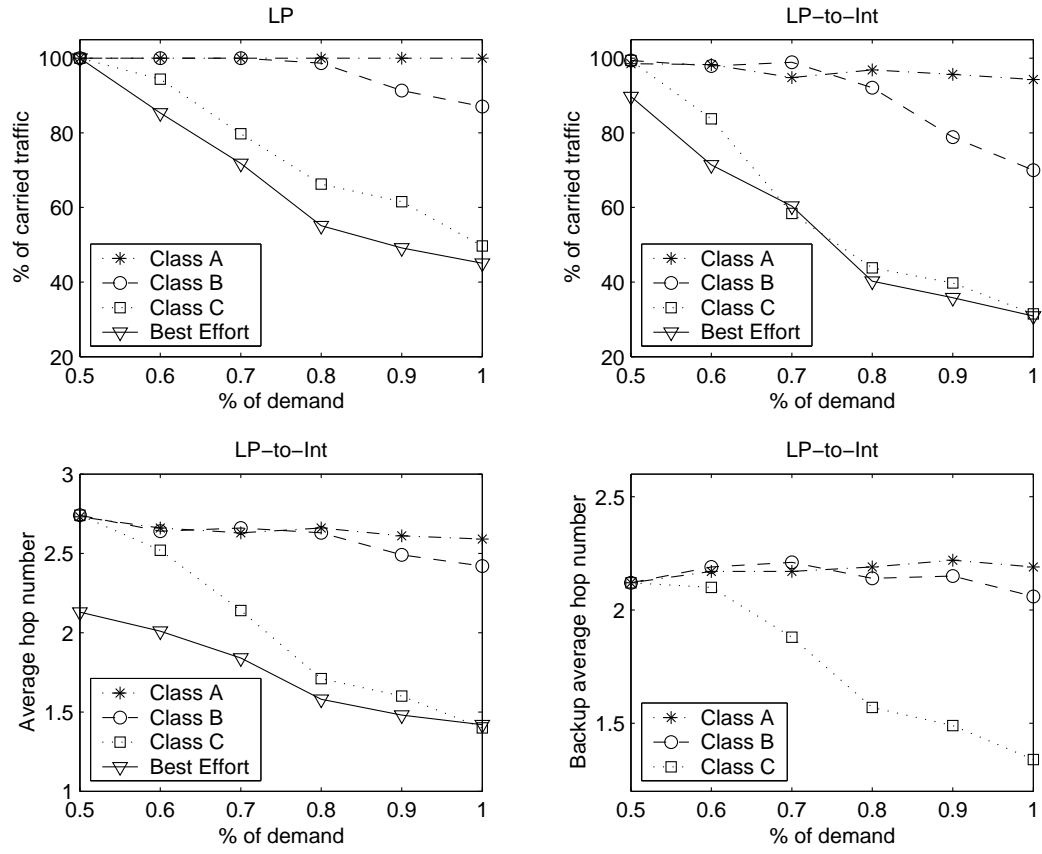 LP
% of carried traffic
100
80
60
40
20
Class A
Class B
Class C
Best Effort
0.5 0.6 0.7 0.8 0.9 1
% of demand
LP-to-Int
% of carried traffic
100
80
60
40
20
Class A
Class B
Class C
Best Effort
0.5 0.6 0.7 0.8 0.9 1
% of demand
LP-to-Int
Average hop number
3
2.5
2
1.5
1
Class A
Class B
Class C
Best Effort
0.5 0.6 0.7 0.8 0.9 1
% of demand
LP-to-Int
Backup average hop number
2.5
2
1.5
Class A
Class B
Class C
0.5 0.6 0.7 0.8 0.9 1
% of demand